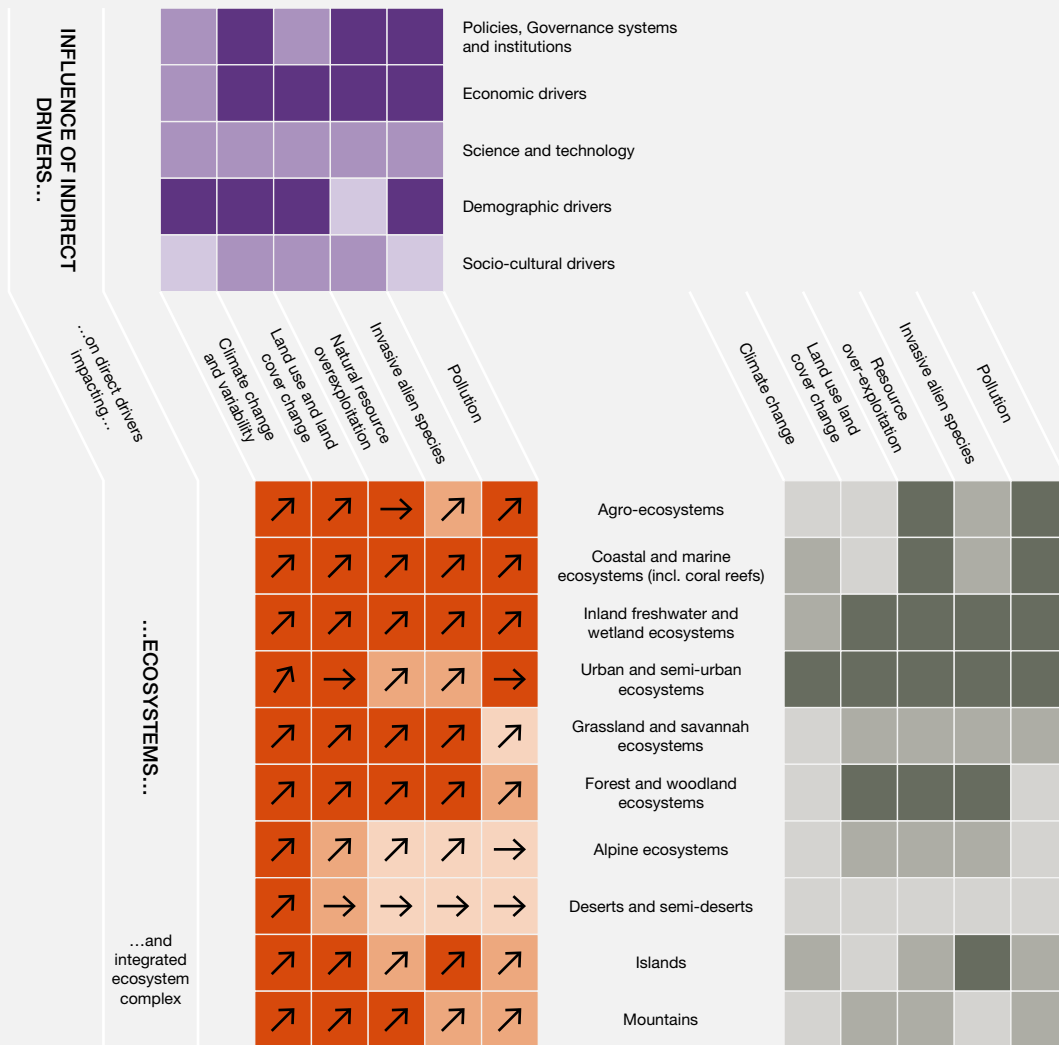 INFLUENCE OF INDIRECT
DRIVERS...
Policies, Governance systems
and institutions
Economic drivers
Science and technology
Demographic drivers
Socio-cultural drivers
...on direct drivers
impacting...
Climate change
and variability
Land use and land
cover change
Natural resource
overexploitation
Invasive alien species
Pollution
Climate change
Land use land
cover change
Resource
over-exploitation
Invasive alien species
Pollution
...ECOSYSTEMS...
Agro-ecosystems
Coastal and marine
ecosystems (incl. coral reefs)
Inland freshwater and
wetland ecosystems
Urban and semi-urban
ecosystems
Grassland and savannah
ecosystems
Forest and woodland
ecosystems
Alpine ecosystems
Deserts and semi-deserts
...and
integrated
ecosystem
complex
Islands
Mountains